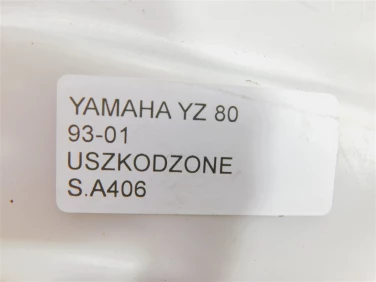 YAMAHA YZ 80
93-01
USZKODZONE
S.A406